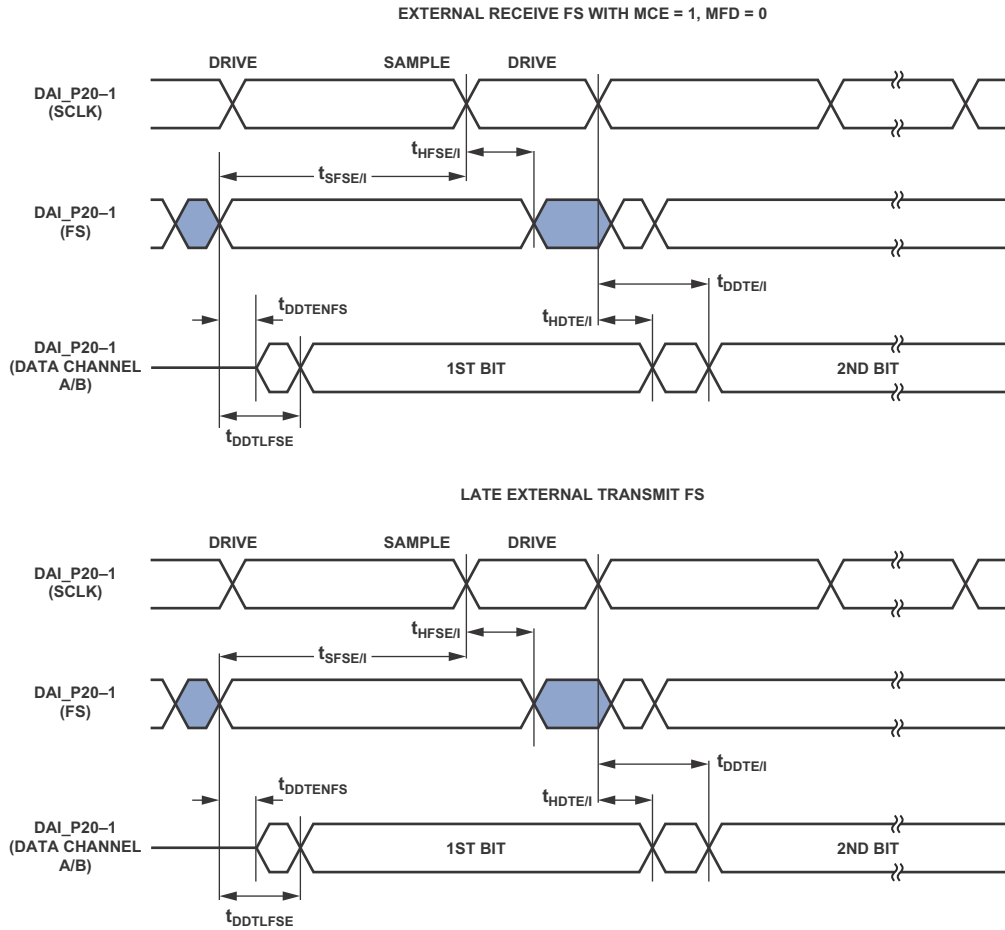 EXTERNAL RECEIVE FS WITH MCE = 1, MFD = 0
DRIVE SAMPLE DRIVE
DAI_P20–1
(SCLK)
tHFSE/I
tSFSE/I
DAI_P20–1
(FS)
tDDTE/I
tDDTENFS
tHDTE/I
DAI_P20–1
(DATA CHANNEL
A/B)
1ST BIT 2ND BIT
tDDTLFSE
LATE EXTERNAL TRANSMIT FS
DRIVE SAMPLE DRIVE
DAI_P20–1
(SCLK)
tHFSE/I
tSFSE/I
DAI_P20–1
(FS)
tDDTE/I
tDDTENFS
tHDTE/I
DAI_P20–1
(DATA CHANNEL
A/B)
1ST BIT 2ND BIT
tDDTLFSE